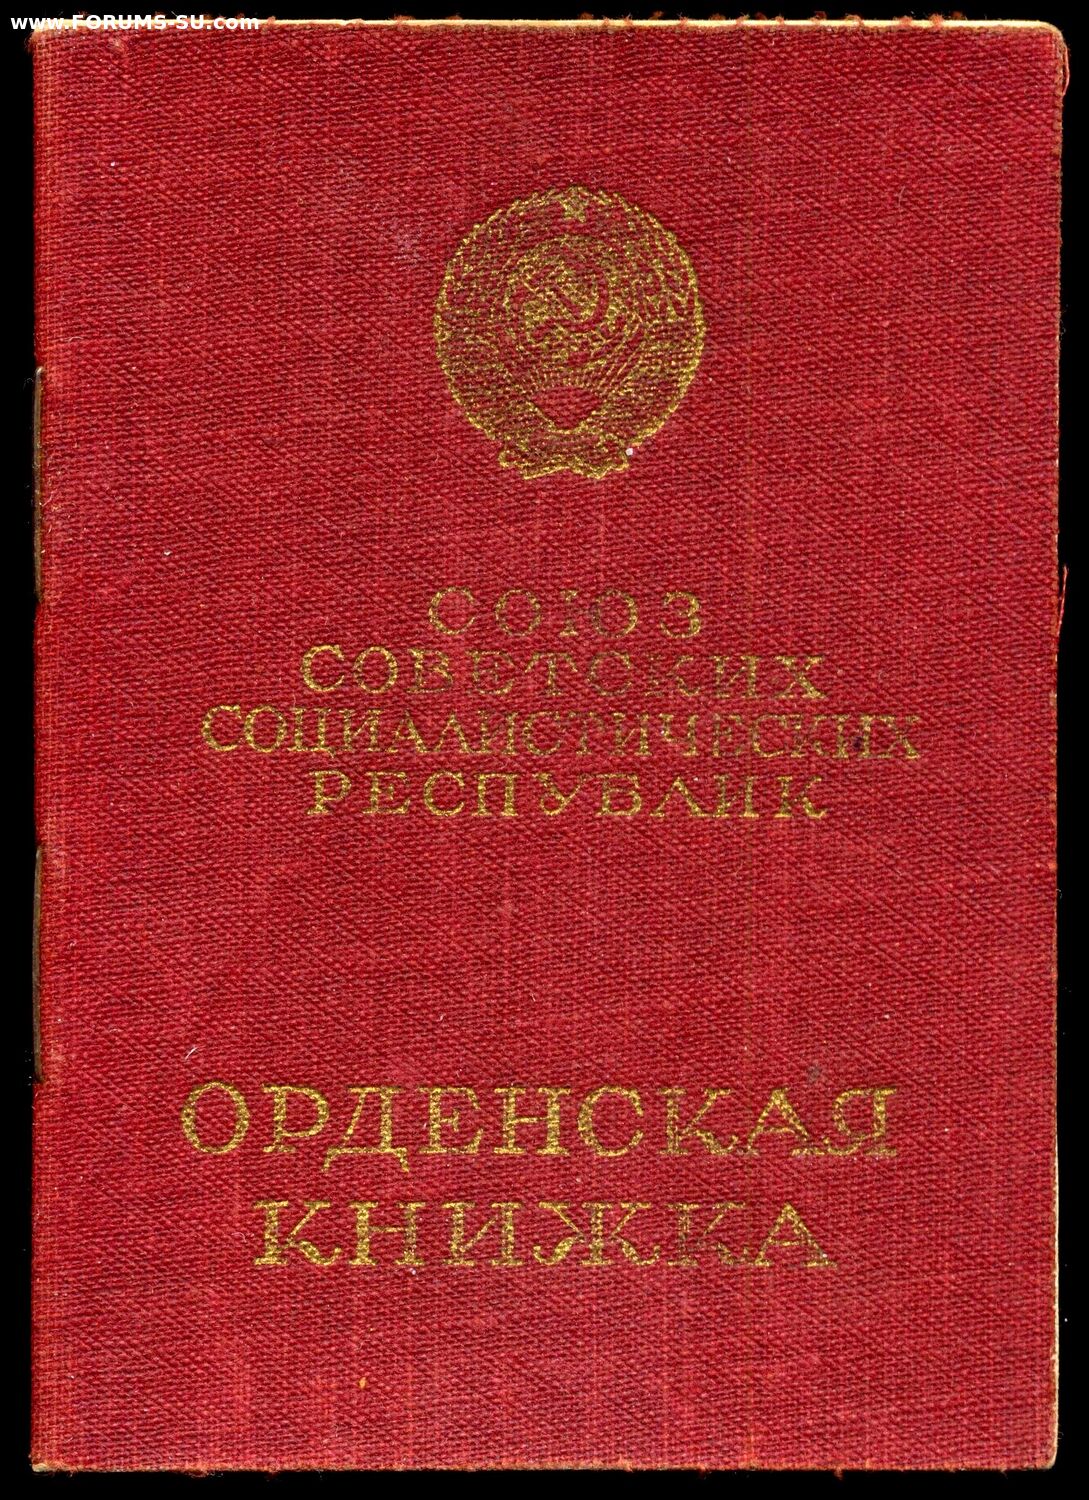 www.FORUMS-SU.com
СОЮЗ
СОВЕТСКИХ
СОЦИАЛИСТИЧЕСКИХ
РЕСПУБЛИК
ОРДЕНСКАЯ
КНИЖКА